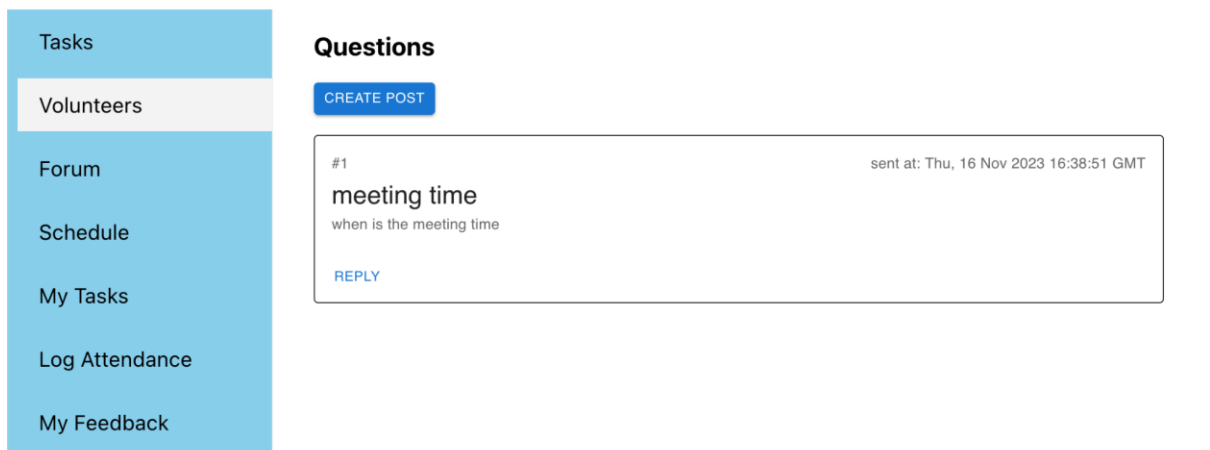 Tasks
Volunteers
Forum
Schedule
My Tasks
Log Attendance
My Feedback
Questions
CREATE POST
#1
sent at: Thu, 16 Nov 2023 16:38:51 GMT
meeting time
when is the meeting time
REPLY